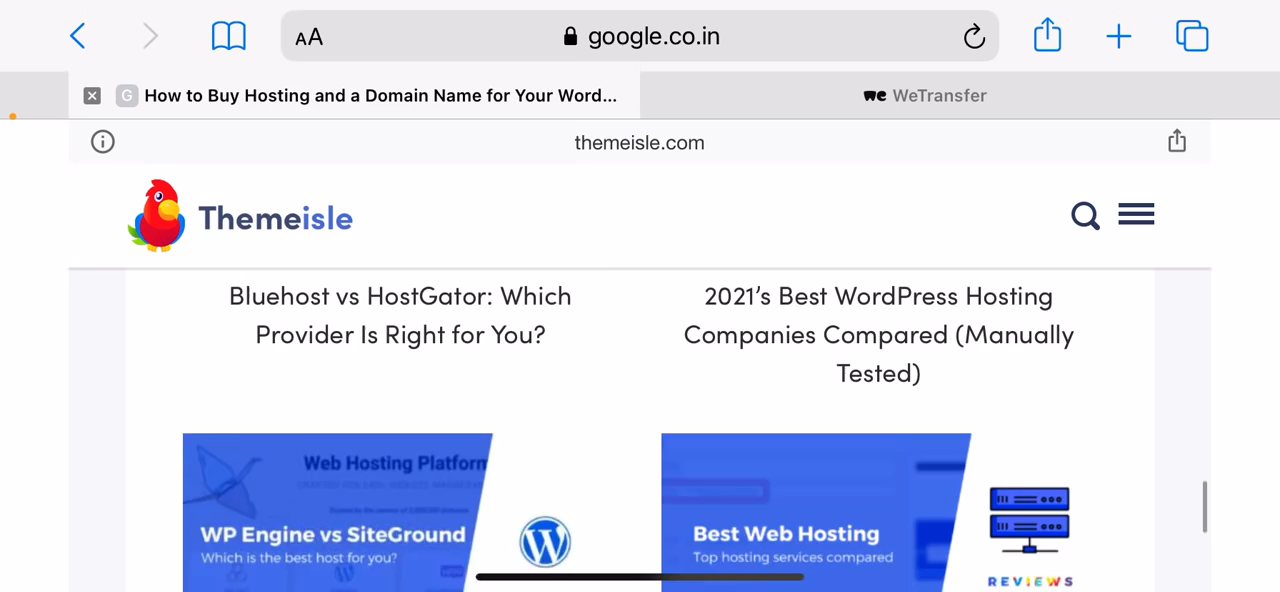 AA
google.co.in
G How to Buy Hosting and a Domain Name for Your Word...
we WeTransfer
themeisle.com
Themeisle
Bluehost vs HostGator: Which
Provider Is Right for You?
2021's Best WordPress Hosting
Companies Compared (Manually
Tested)
Web Hosting Platform
WP Engine vs SiteGround
Which is the best host for you?
W
Best Web Hosting
Top hosting services compared
REVIEWS